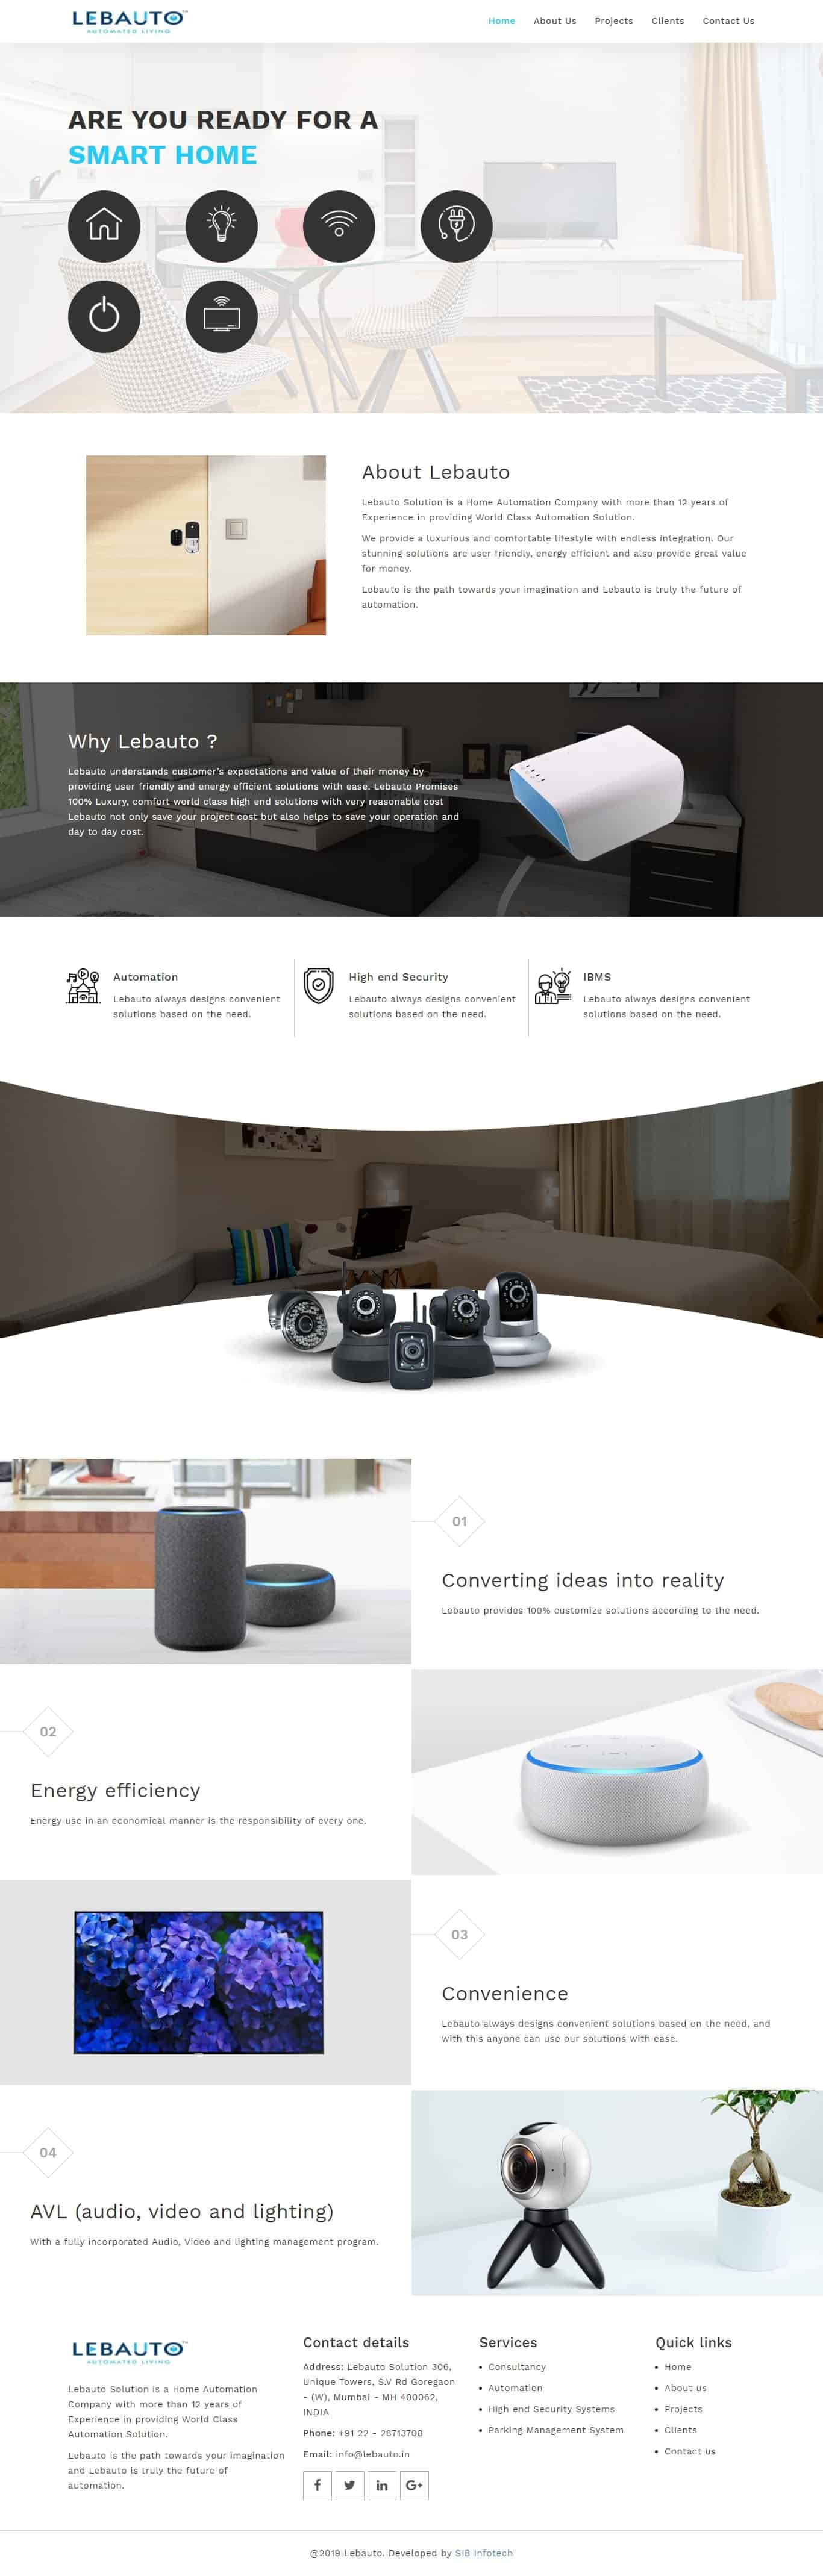 LEBAUTO™
AUTOMATED LIVING
Home About Us Projects Clients Contact Us
ARE YOU READY FOR A
SMART HOME
About Lebauto
Lebauto Solution is a Home Automation Company with more than 12 years of
Experience in providing World Class Automation Solution.
We provide a luxurious and comfortable lifestyle with endless integration. Our
stunning solutions are user friendly, energy efficient and also provide great value
for money.
Lebauto is the path towards your imagination and Lebauto is truly the future of
automation.
Why Lebauto ?
Lebauto understands customer's expectations and value of their money by
providing user friendly and energy efficient solutions with ease. Lebauto Promises
100% Luxury, comfort world class high end solutions with very reasonable cost
Lebauto not only save your project cost but also helps to save your operation and
day to day cost.
Automation
Lebauto always designs convenient
solutions based on the need.
High end Security
Lebauto always designs convenient
solutions based on the need.
IBMS
Lebauto always designs convenient
solutions based on the need.
01
Converting ideas into reality
Lebauto provides 100% customize solutions according to the need.
02
Energy efficiency
Energy use in an economical manner is the responsibility of every one.
03
Convenience
Lebauto always designs convenient solutions based on the need, and
with this anyone can use our solutions with ease.
04
AVL (audio, video and lighting)
With a fully incorporated Audio, Video and lighting management program.
LEBAUTO™
AUTOMATED LIVING
Lebauto Solution is a Home Automation
Company with more than 12 years of
Experience in providing World Class
Automation Solution.
Lebauto is the path towards your imagination
and Lebauto is truly the future of
automation.
Contact details
Address: Lebauto Solution 306,
Unique Towers, S.V Rd Goregaon
- (W), Mumbai - MH 400062,
INDIA
Phone: +91 22 - 28713708
Email: info@lebauto.in
Services
Consultancy
Automation
High end Security Systems
Parking Management System
Quick links
Home
About us
Projects
Clients
Contact us
@2019 Lebauto. Developed by SIB Infotech